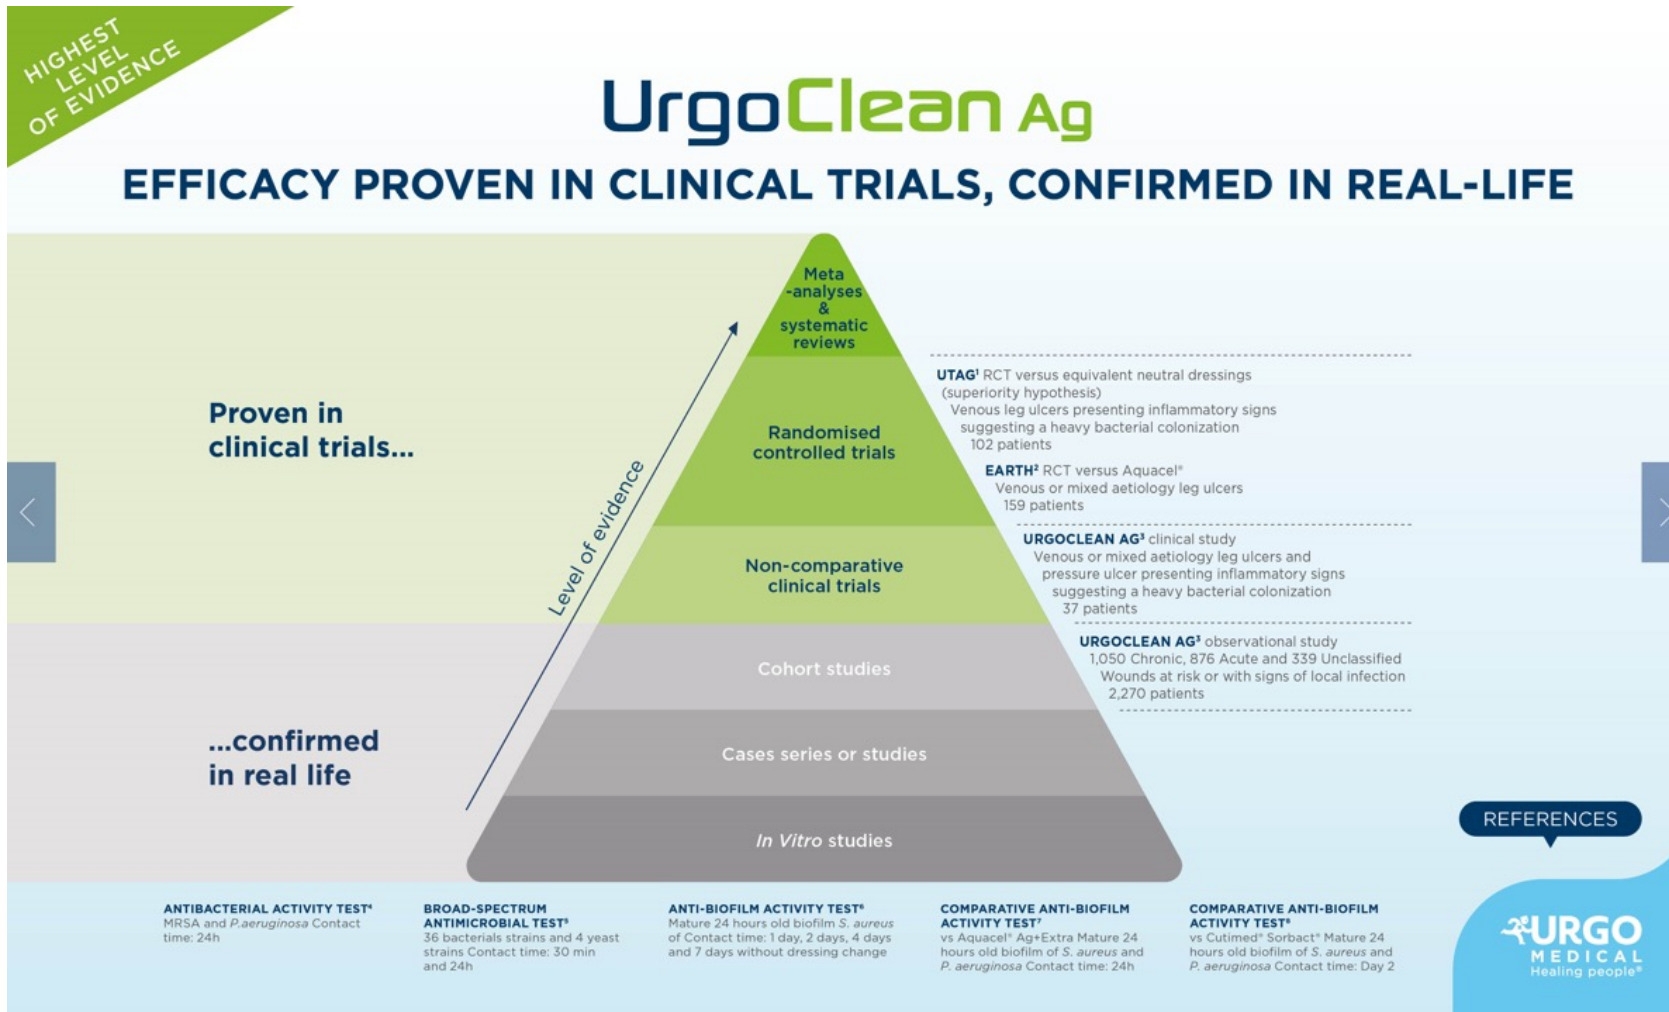 HIGHEST
LEVEL
OF EVIDENCE
UrgoClean Ag
EFFICACY PROVEN IN CLINICAL TRIALS, CONFIRMED IN REAL-LIFE
Proven in
clinical trials...
...confirmed
in real life
Level of evidence
Meta
-analyses
&
systematic
reviews
Randomised
controlled trials
Non-comparative
clinical trials
Cohort studies
Cases series or studies
In Vitro studies
UTAG¹ RCT versus equivalent neutral dressings
(superiority hypothesis)
Venous leg ulcers presenting inflammatory signs
suggesting a heavy bacterial colonization
102 patients
EARTH² RCT versus Aquacel®
Venous or mixed aetiology leg ulcers
159 patients
URGOCLEAN AG³ clinical study
Venous or mixed aetiology leg ulcers and
pressure ulcer presenting inflammatory signs
suggesting a heavy bacterial colonization
37 patients
URGOCLEAN AG³ observational study
1,050 Chronic, 876 Acute and 339 Unclassified
Wounds at risk or with signs of local infection
2,270 patients
REFERENCES
ANTIBACTERIAL ACTIVITY TEST⁴
MRSA and P.aeruginosa Contact
time: 24h
BROAD-SPECTRUM
ANTIMICROBIAL TEST⁵
36 bacterials strains and 4 yeast
strains Contact time: 30 min
and 24h
ANTI-BIOFILM ACTIVITY TEST⁶
Mature 24 hours old biofilm S. aureus
of Contact time: 1 day, 2 days, 4 days
and 7 days without dressing change
COMPARATIVE ANTI-BIOFILM
ACTIVITY TEST⁷
vs Aquacel® Ag+Extra Mature 24
hours old biofilm of S. aureus and
P. aeruginosa Contact time: 24h
COMPARATIVE ANTI-BIOFILM
ACTIVITY TEST⁸
vs Cutimed® Sorbact® Mature 24
hours old biofilm of S. aureus and
P. aeruginosa Contact time: Day 2
URGO
MEDICAL
Healing people®